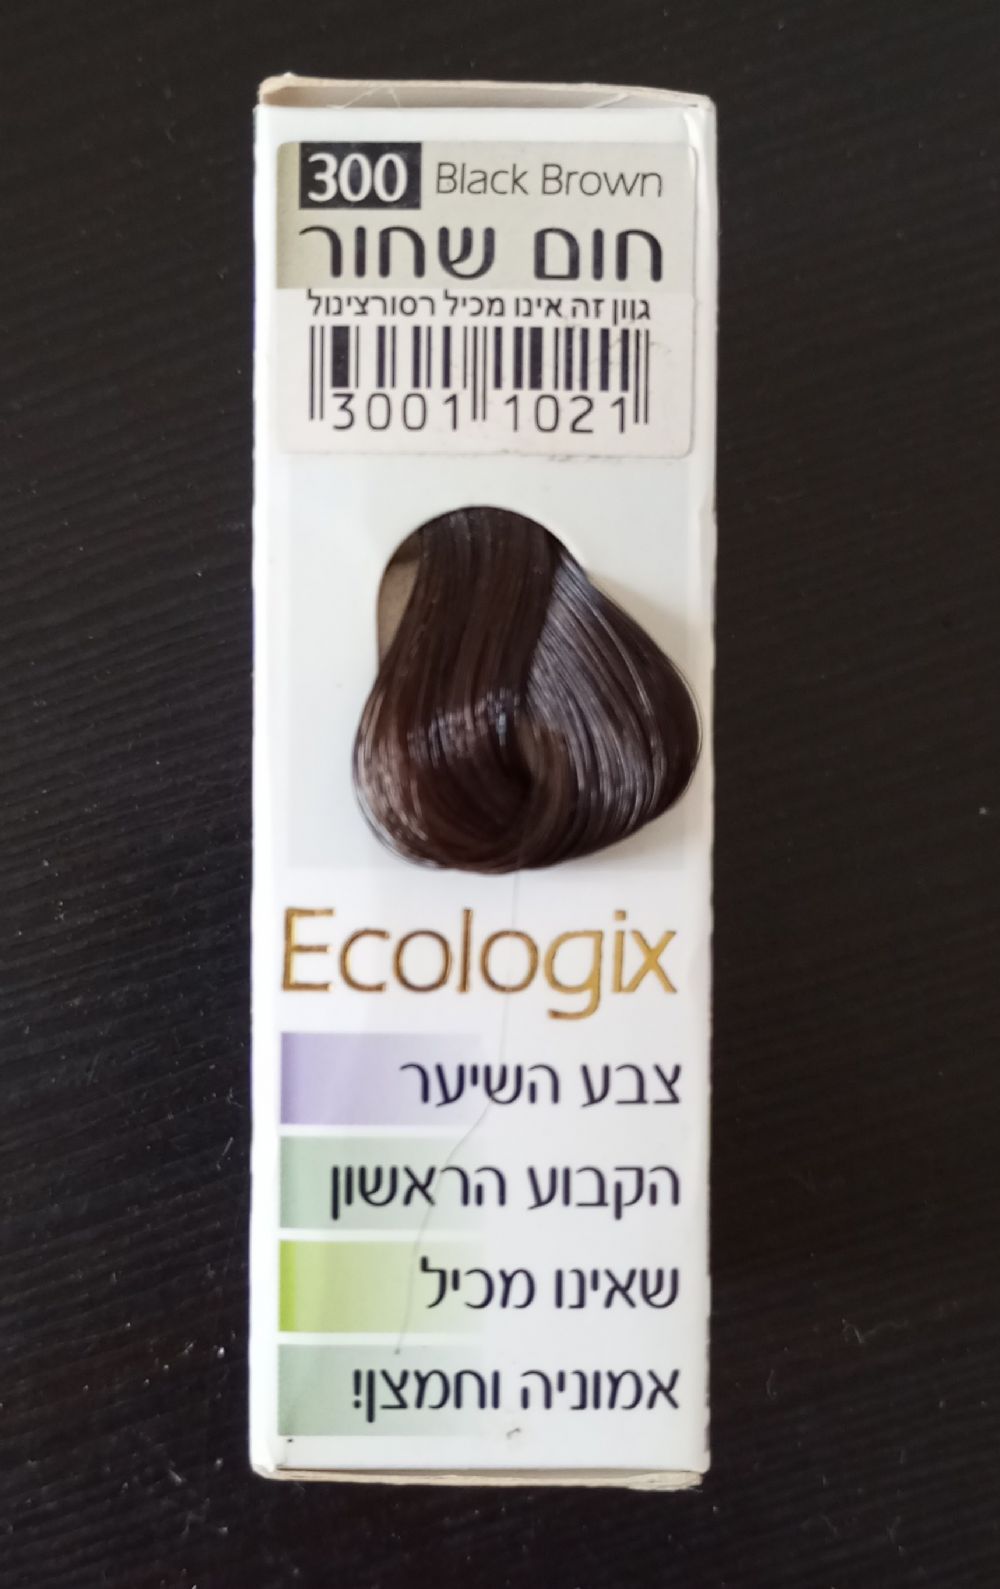 300 Black Brown
חום שחור
גוון זה אינו מכיל רסורצינול
3001 1021
Ecologix
צבע השיער
הקבוע הראשון
שאינו מכיל
אמוניה וחמצן!